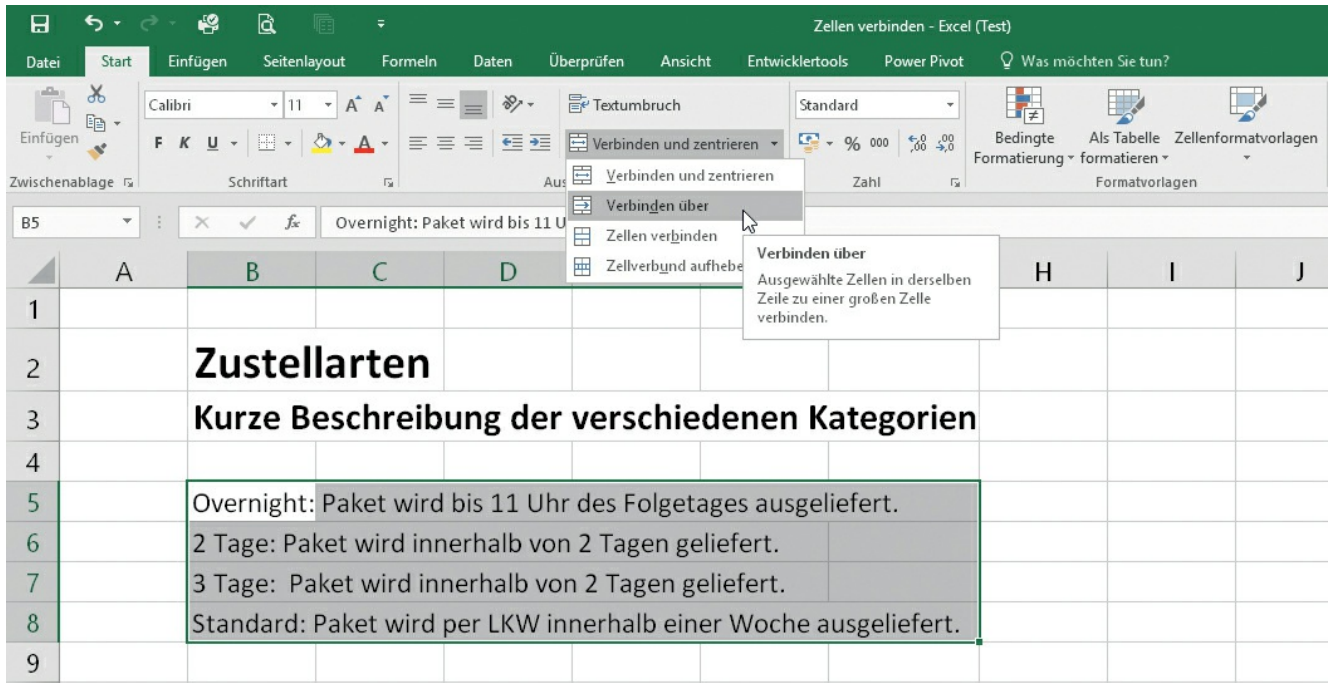 Zellen verbinden - Excel (Test)
Datei Start Einfügen Seitenlayout Formeln Daten Überprüfen Ansicht Entwicklertools Power Pivot Was möchten Sie tun?
Calibri 11 A A Textumbruch Standard
Einfügen F K U A Verbinden und zentrieren % 000 ,0 ,00 ,00 ,0 Bedingte Formatierung Als Tabelle formatieren Zellenformatvorlagen
Zwischenablage Schriftart Aus Zahl Formatvorlagen
Verbinden und zentrieren
Verbinden über
Zellen verbinden
Zellverbund aufhebe
B5 fx Overnight: Paket wird bis 11 U
Verbinden über
Ausgewählte Zellen in derselben
Zeile zu einer großen Zelle
verbinden.
A B C D H I J
1
2 Zustellarten
3 Kurze Beschreibung der verschiedenen Kategorien
4
5 Overnight: Paket wird bis 11 Uhr des Folgetages ausgeliefert.
6 2 Tage: Paket wird innerhalb von 2 Tagen geliefert.
7 3 Tage: Paket wird innerhalb von 2 Tagen geliefert.
8 Standard: Paket wird per LKW innerhalb einer Woche ausgeliefert.
9